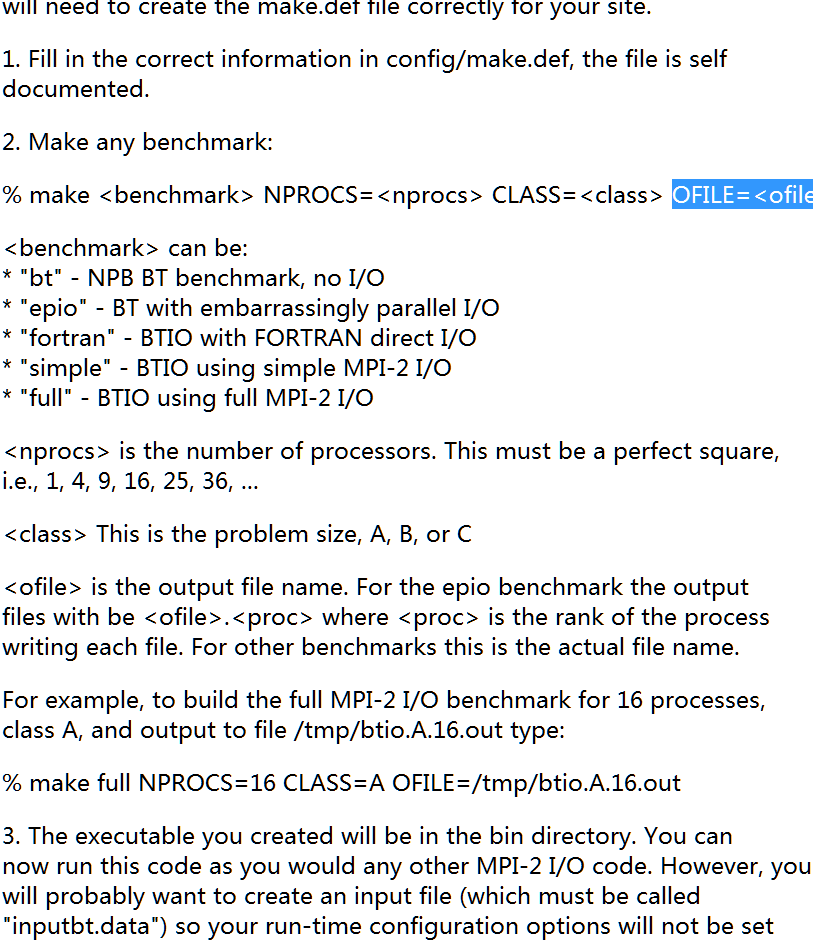 will need to create the make.def file correctly for your site.
1. Fill in the correct information in config/make.def, the file is self
documented.
2. Make any benchmark:
% make <benchmark> NPROCS=<nprocs> CLASS=<class> OFILE=<ofile
<benchmark> can be:
* "bt" - NPB BT benchmark, no I/O
* "epio" - BT with embarrassingly parallel I/O
* "fortran" - BTIO with FORTRAN direct I/O
* "simple" - BTIO using simple MPI-2 I/O
* "full" - BTIO using full MPI-2 I/O
<nprocs> is the number of processors. This must be a perfect square,
i.e., 1, 4, 9, 16, 25, 36, ...
<class> This is the problem size, A, B, or C
<ofile> is the output file name. For the epio benchmark the output
files with be <ofile>.<proc> where <proc> is the rank of the process
writing each file. For other benchmarks this is the actual file name.
For example, to build the full MPI-2 I/O benchmark for 16 processes,
class A, and output to file /tmp/btio.A.16.out type:
% make full NPROCS=16 CLASS=A OFILE=/tmp/btio.A.16.out
3. The executable you created will be in the bin directory. You can
now run this code as you would any other MPI-2 I/O code. However, you
will probably want to create an input file (which must be called
"inputbt.data") so your run-time configuration options will not be set